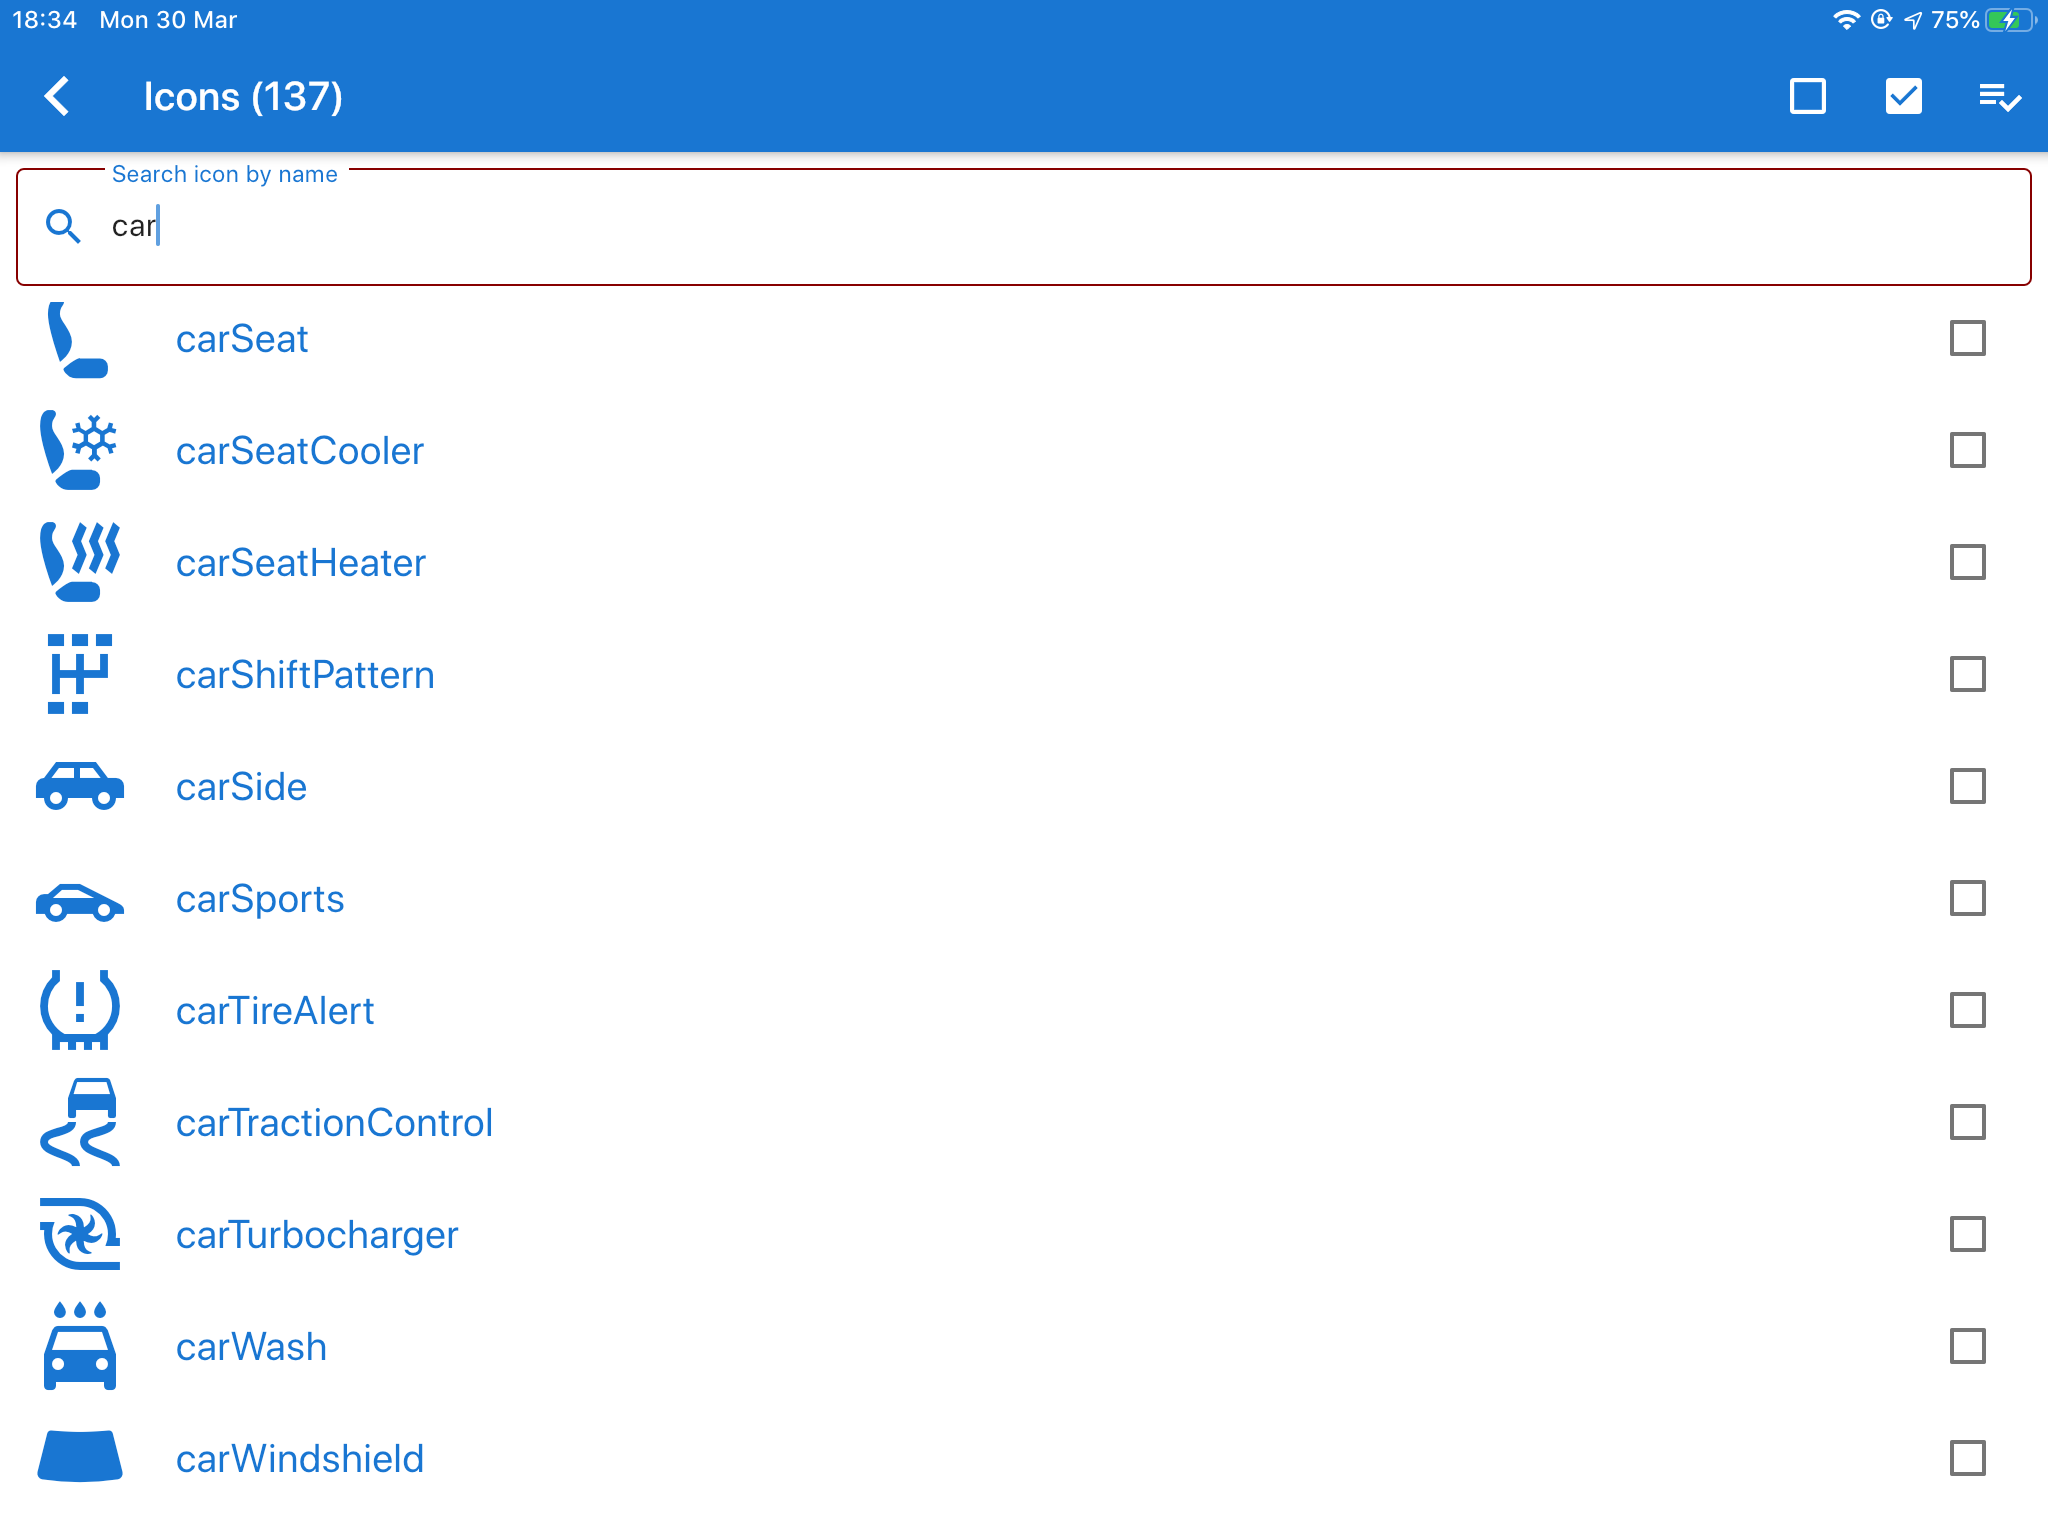 18:34 Mon 30 Mar 75%
Icons (137)
Search icon by name
car
carSeat
carSeatCooler
carSeatHeater
carShiftPattern
carSide
carSports
carTireAlert
carTractionControl
carTurbocharger
carWash
carWindshield